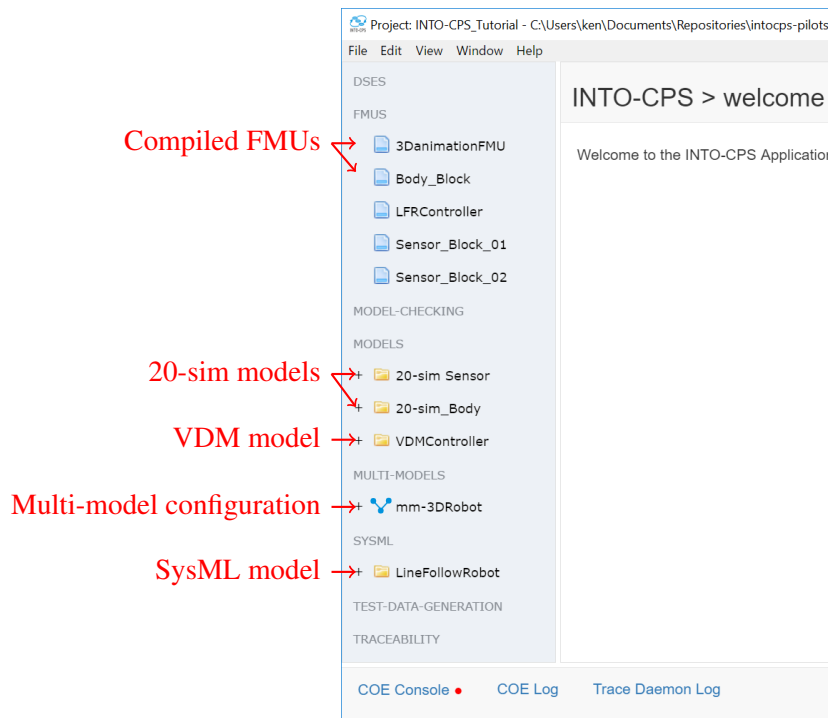 Project: INTO-CPS_Tutorial - C:\Users\ken\Documents\Repositories\intocps-pilots
File Edit View Window Help
DSES
INTO-CPS > welcome
FMUS
Compiled FMUs
3DanimationFMU
Welcome to the INTO-CPS Application
Body_Block
LFRController
Sensor_Block_01
Sensor_Block_02
MODEL-CHECKING
MODELS
20-sim models
+ 20-sim Sensor
+ 20-sim_Body
VDM model
+ VDMController
MULTI-MODELS
Multi-model configuration
+ mm-3DRobot
SYSML
SysML model
+ LineFollowRobot
TEST-DATA-GENERATION
TRACEABILITY
COE Console COE Log Trace Daemon Log